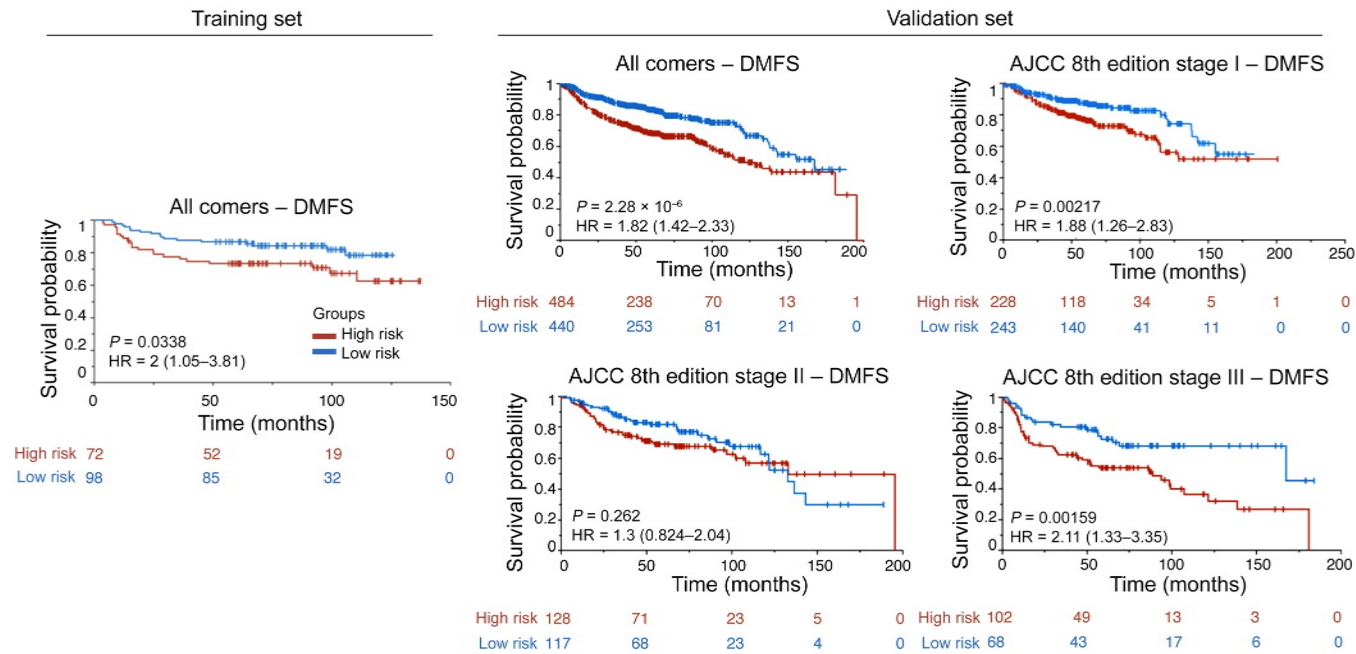 Training set
Validation set
All comers – DMFS
Survival probability
1
0.8
0.6
0.4
0.2
0
Groups
High risk
Low risk
P = 0.0338
HR = 2 (1.05–3.81)
0 50 100 150
Time (months)
High risk 72 52 19 0
Low risk 98 85 32 0
All comers – DMFS
Survival probability
1
0.8
0.6
0.4
0.2
0
P = 2.28 × 10⁻⁶
HR = 1.82 (1.42–2.33)
0 50 100 150 200
Time (months)
High risk 484 238 70 13 1
Low risk 440 253 81 21 0
AJCC 8th edition stage I – DMFS
Survival probability
1
0.8
0.6
0.4
0.2
0
P = 0.00217
HR = 1.88 (1.26–2.83)
0 50 100 150 200 250
Time (months)
High risk 228 118 34 5 1 0
Low risk 243 140 41 11 0 0
AJCC 8th edition stage II – DMFS
Survival probability
1
0.8
0.6
0.4
0.2
0
P = 0.262
HR = 1.3 (0.824–2.04)
0 50 100 150 200
Time (months)
High risk 128 71 23 5 0
Low risk 117 68 23 4 0
AJCC 8th edition stage III – DMFS
Survival probability
1
0.8
0.6
0.4
0.2
0
P = 0.00159
HR = 2.11 (1.33–3.35)
0 50 100 150 200
Time (months)
High risk 102 49 13 3 0
Low risk 68 43 17 6 0